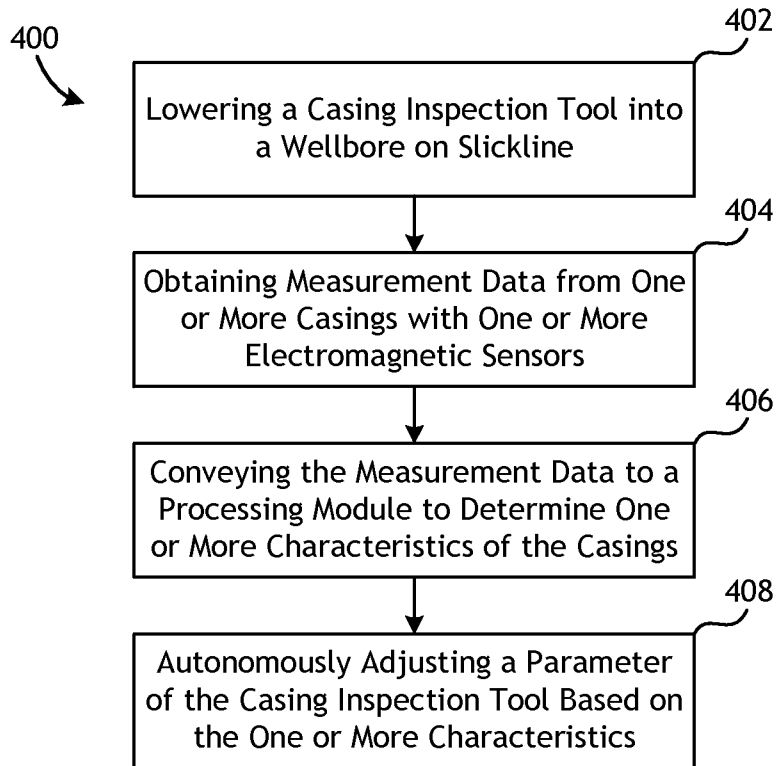 400
402
Lowering a Casing Inspection Tool into
a Wellbore on Slickline
404
Obtaining Measurement Data from One
or More Casings with One or More
Electromagnetic Sensors
406
Conveying the Measurement Data to a
Processing Module to Determine One
or More Characteristics of the Casings
408
Autonomously Adjusting a Parameter
of the Casing Inspection Tool Based on
the One or More Characteristics